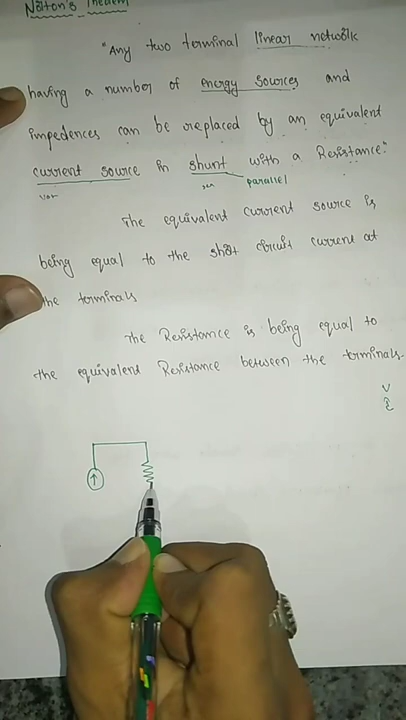 Norton's Theorem
"Any two terminal linear network
having a number of energy sources and
impedences can be replaced by an equivalent
current source in shunt with a Resistance."
parallel
The equivalent current source is
being equal to the short circuit current at
the terminals
The Resistance is being equal to
the equivalent Resistance between the terminals.
V